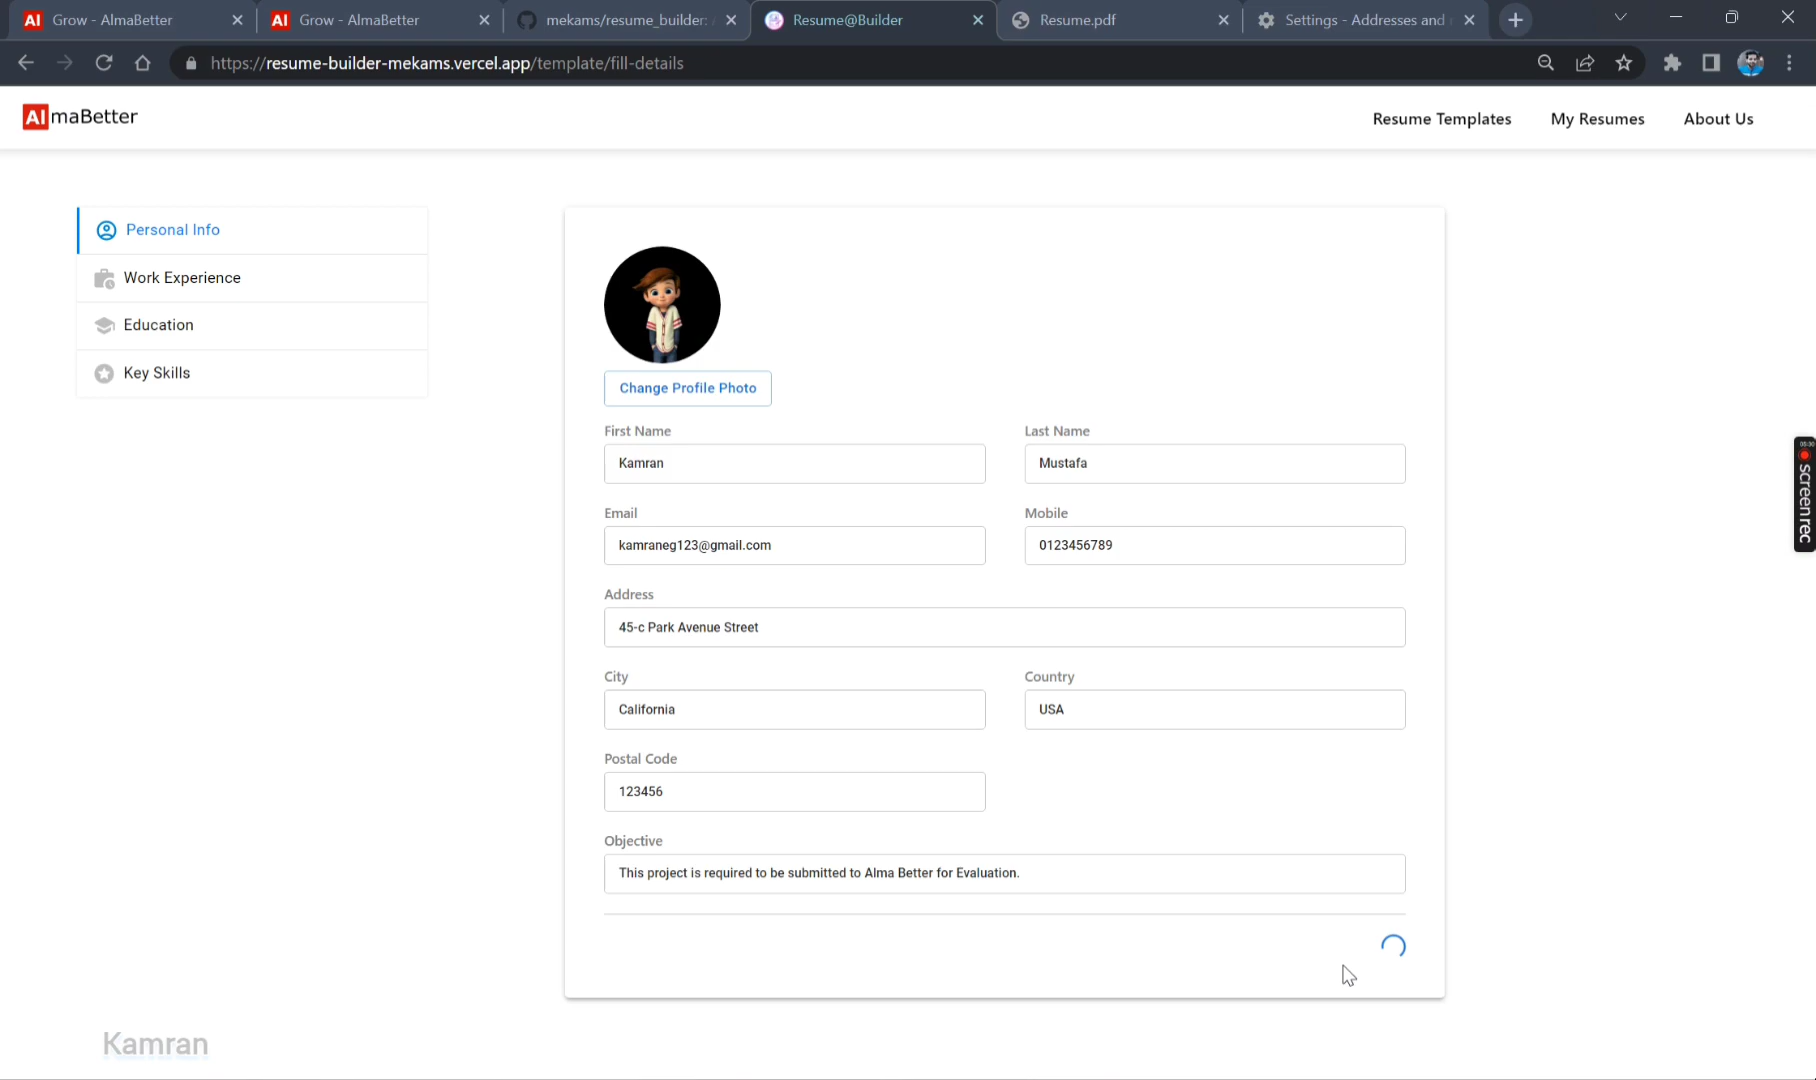 Grow - AlmaBetter
Grow - AlmaBetter
mekams/resume_builder:
Resume@Builder
Resume.pdf
Settings - Addresses and
https://resume-builder-mekams.vercel.app/template/fill-details
AlmaBetter
Resume Templates
My Resumes
About Us
Personal Info
Work Experience
Education
Key Skills
Change Profile Photo
First Name
Last Name
Kamran
Mustafa
Email
Mobile
kamraneg123@gmail.com
0123456789
Address
45-c Park Avenue Street
City
Country
California
USA
Postal Code
123456
Objective
This project is required to be submitted to Alma Better for Evaluation.
screenrec
Kamran